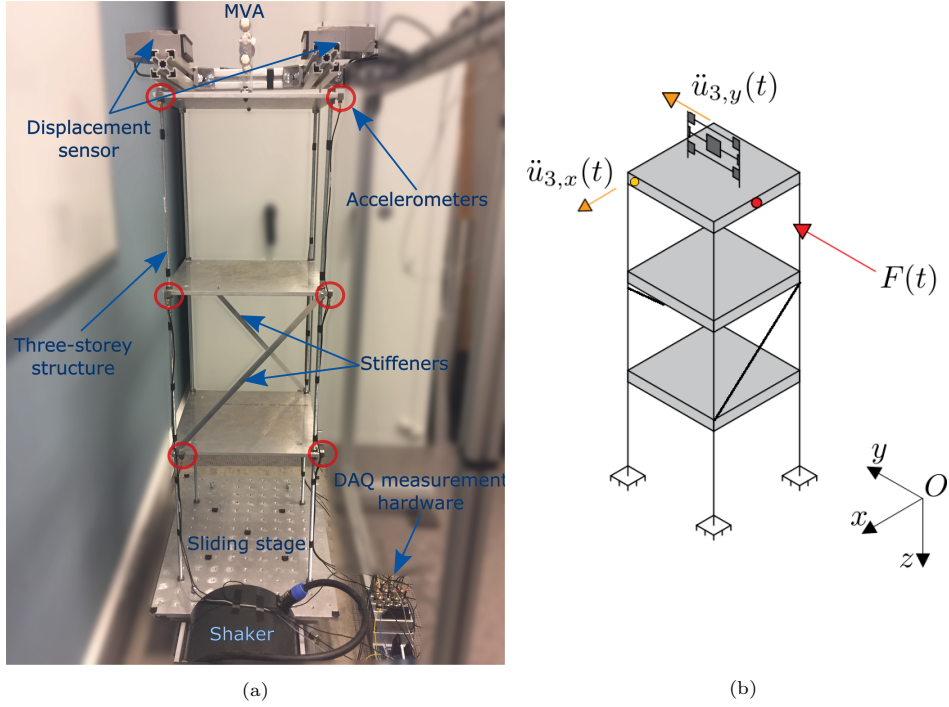 MVA
Displacement
sensor
Accelerometers
Three-storey
structure
Stiffeners
DAQ measurement
hardware
Sliding stage
Shaker
(a)
ü₃,ᵧ(t)
ü₃,ₓ(t)
F(t)
y
O
x
z
(b)